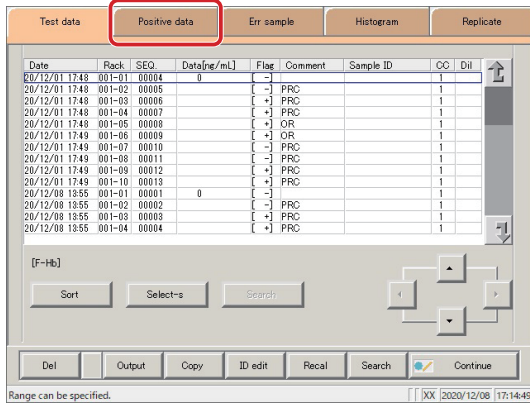 Test data Positive data Err sample Histogram Replicate
Date Rack SEQ. Data[ng/mL] Flag Comment Sample ID CC Dil
20/12/01 17:48 001-01 00004 0 [ -] 1
20/12/01 17:48 001-02 00005 [ -] PRC 1
20/12/01 17:48 001-03 00006 [ +] PRC 1
20/12/01 17:48 001-04 00007 [ +] PRC 1
20/12/01 17:48 001-05 00008 [ +] OR 1
20/12/01 17:49 001-06 00009 [ +] OR 1
20/12/01 17:49 001-07 00010 [ -] PRC 1
20/12/01 17:49 001-08 00011 [ -] PRC 1
20/12/01 17:49 001-09 00012 [ +] PRC 1
20/12/01 17:49 001-10 00013 [ +] PRC 1
20/12/08 13:55 001-01 00001 0 [ -] 1
20/12/08 13:55 001-02 00002 [ -] PRC 1
20/12/08 13:55 001-03 00003 [ +] PRC 1
20/12/08 13:55 001-04 00004 [ +] PRC 1
[F-Hb]
Sort Select-s Search
Del Output Copy ID edit Recal Search Continue
Range can be specified. XX 2020/12/08 17:14:49